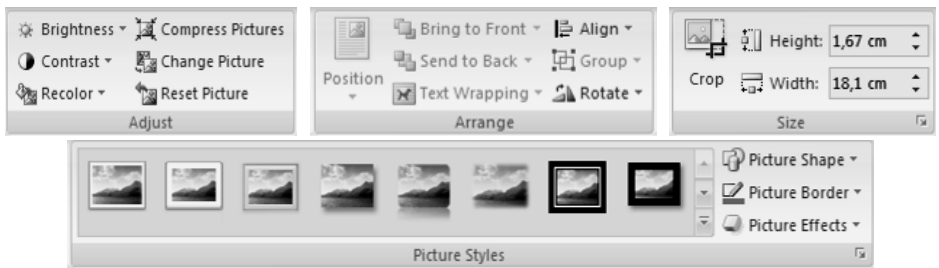 Brightness
Compress Pictures
Contrast
Change Picture
Recolor
Reset Picture
Adjust
Position
Bring to Front
Align
Send to Back
Group
Text Wrapping
Rotate
Arrange
Crop
Height: 1,67 cm
Width: 18,1 cm
Size
Picture Shape
Picture Border
Picture Effects
Picture Styles